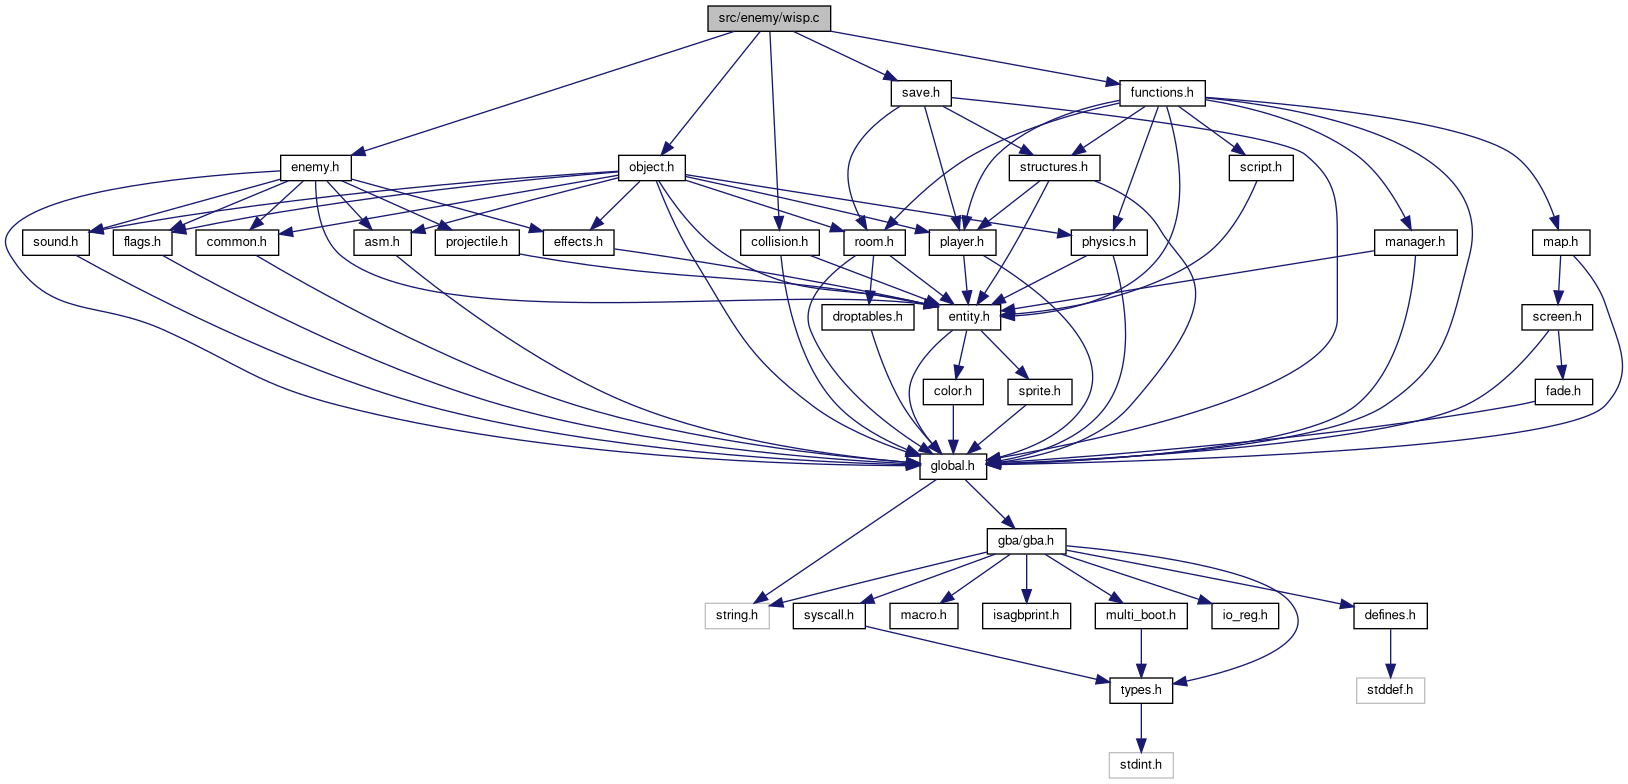 src/enemy/wisp.c
save.h
functions.h
enemy.h
object.h
structures.h
script.h
sound.h
flags.h
common.h
asm.h
projectile.h
effects.h
collision.h
room.h
player.h
physics.h
manager.h
map.h
droptables.h
entity.h
screen.h
color.h
sprite.h
fade.h
global.h
gba/gba.h
string.h
syscall.h
macro.h
isagbprint.h
multi_boot.h
io_reg.h
defines.h
types.h
stddef.h
stdint.h